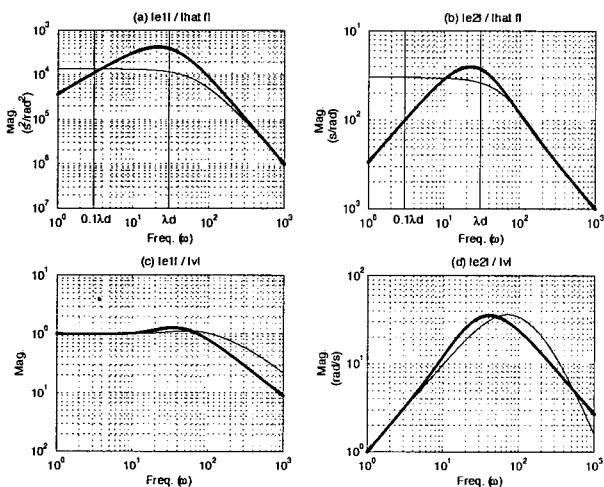 (a) |e1| / |hat f|
10³
10⁴
10⁵
10⁶
10⁷
Mag.
(s²/rad²)
10⁰ 0.1λd 10¹ λd 10² 10³
Freq. (ω)
(b) |e2| / |hat f|
10¹
10²
10³
Mag.
(s/rad)
10⁰ 0.1λd 10¹ λd 10² 10³
Freq. (ω)
(c) |e1| / |v|
10¹
10⁰
10¹
10²
Mag.
10⁰ 10¹ 10² 10³
Freq. (ω)
(d) |e2| / |v|
10²
10¹
10⁰
Mag.
(rad/s)
10⁰ 10¹ 10² 10³
Freq. (ω)